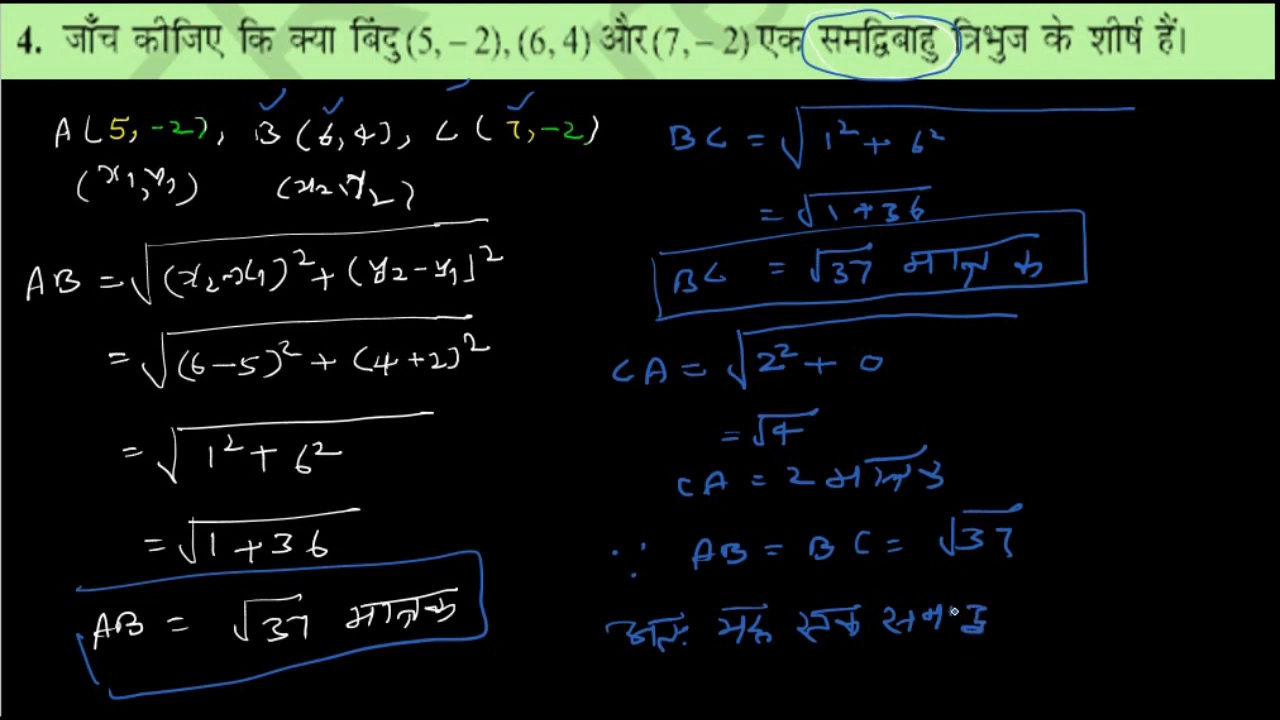 4. जाँच कीजिए कि क्या बिंदु (5, – 2), (6, 4) और (7, – 2) एक समद्विबाहु त्रिभुज के शीर्ष हैं।
A(5, -2), B(6, 4), C(7, -2)
(x₁, y₁) (x₂, y₂)
AB = √(x₂-x₁)² + (y₂-y₁)²
= √(6-5)² + (4+2)²
= √1² + 6²
= √1+36
AB = √37 मात्रक
BC = √1² + 6²
= √1+36
BC = √37 मात्रक
CA = √2² + 0
= √4
CA = 2 मात्रक
∵ AB = BC = √37
अतः यह एक